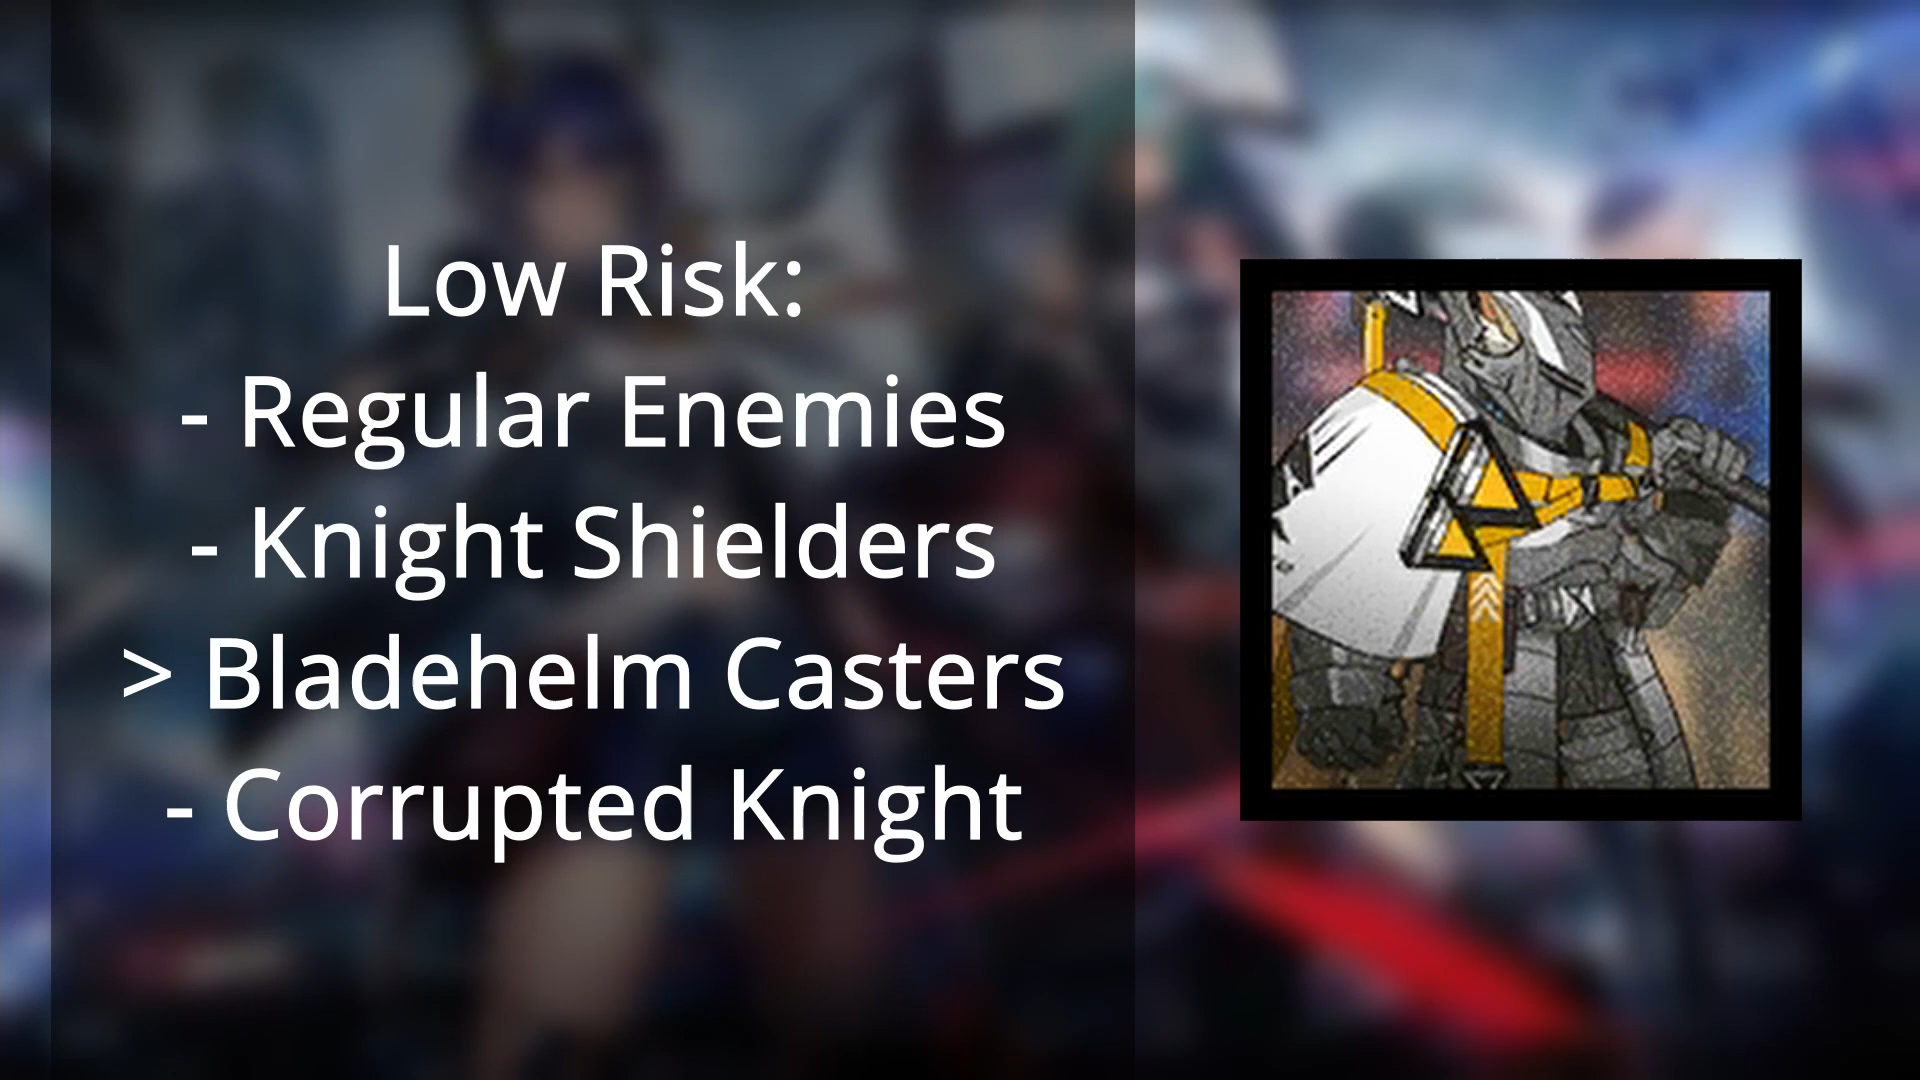 Low Risk:
- Regular Enemies
- Knight Shielders
> Bladehelm Casters
- Corrupted Knight